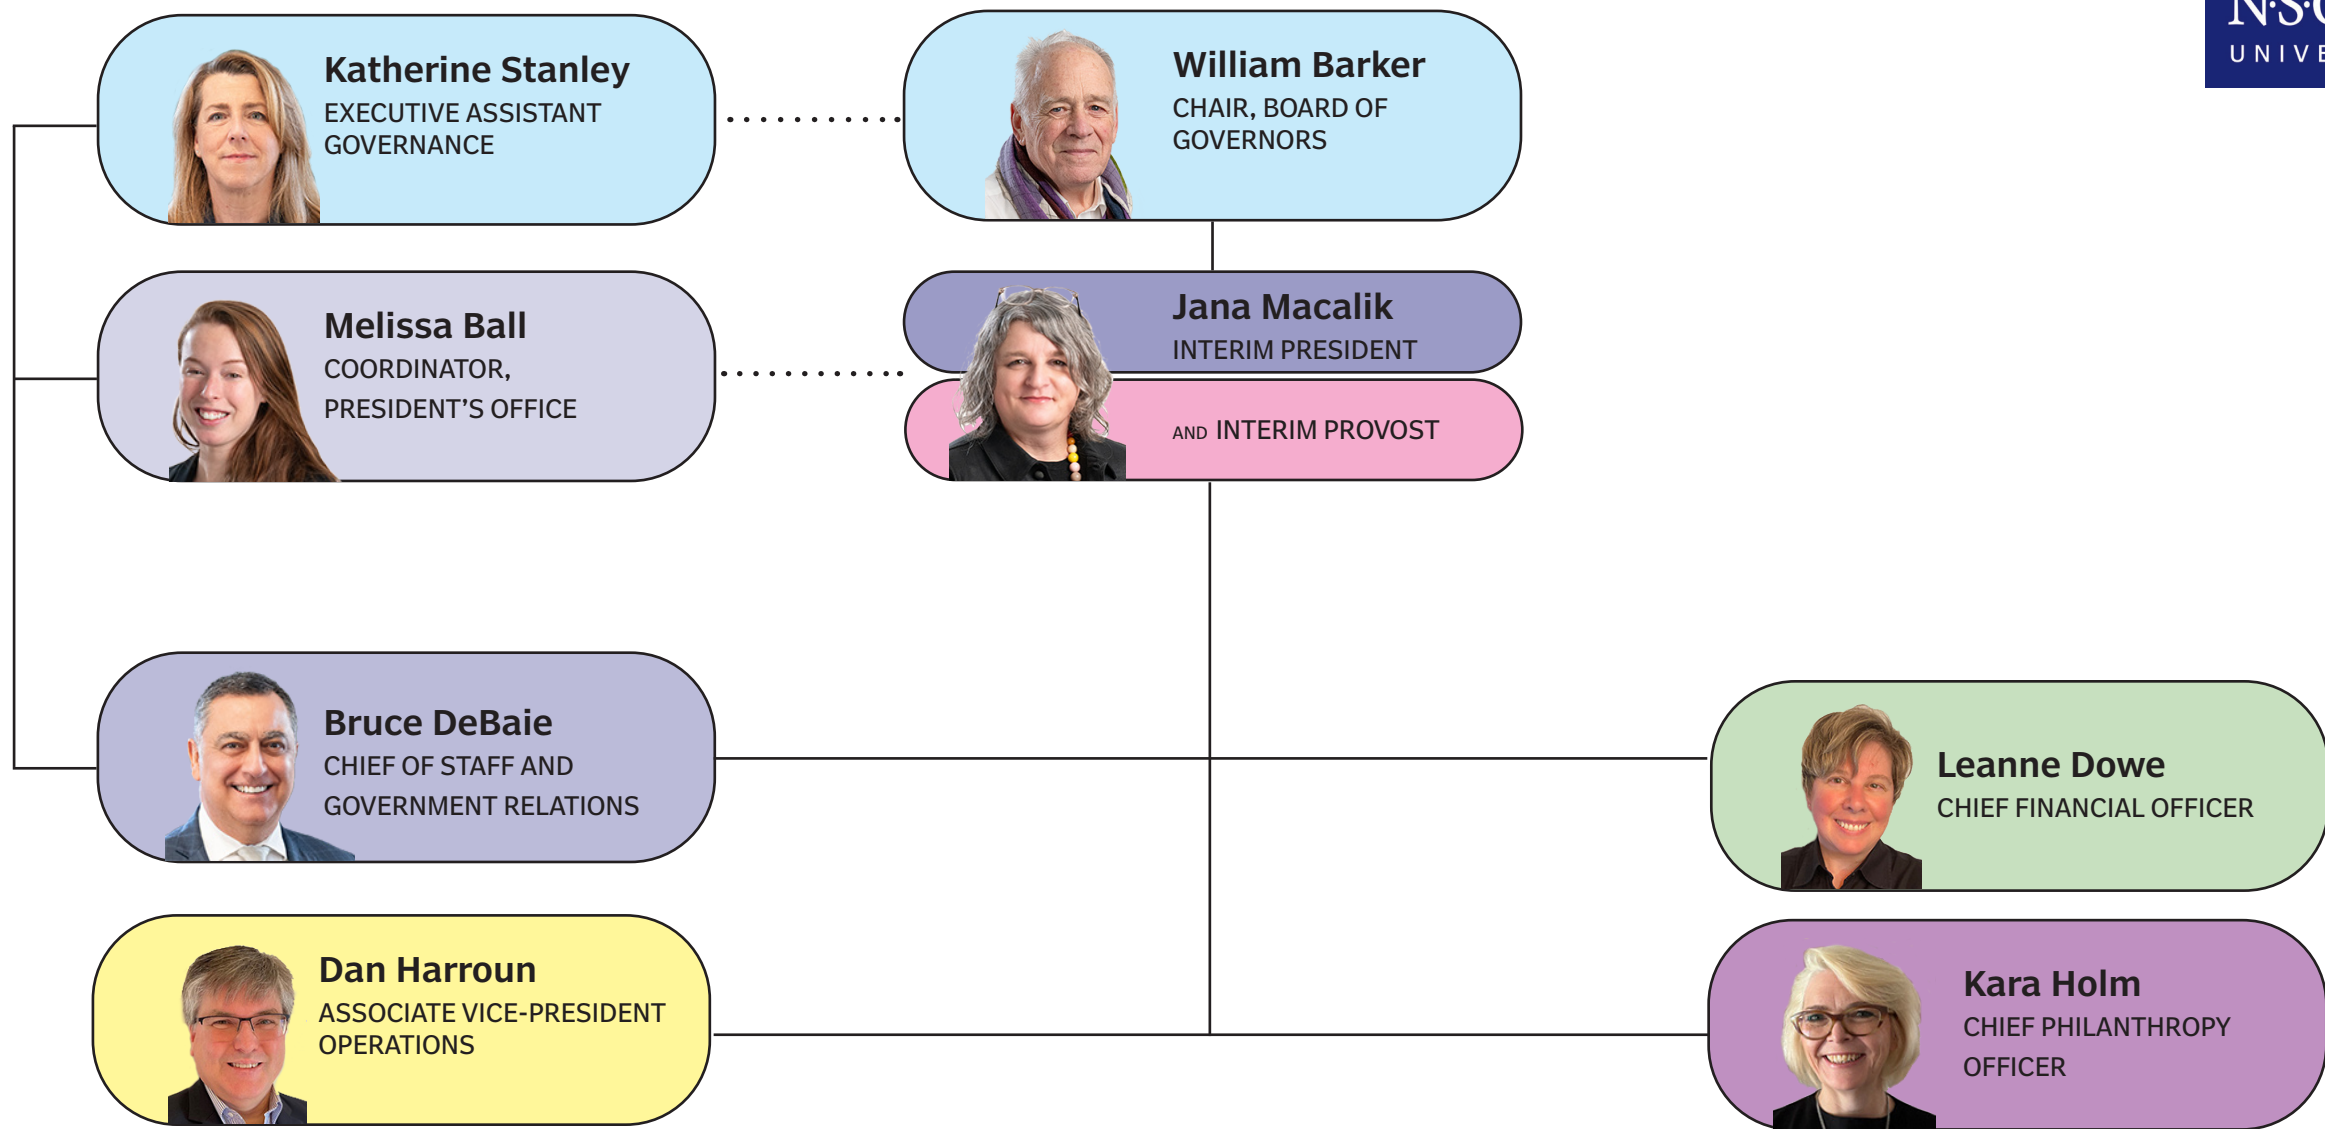 N·S·C
UNIVE
Katherine Stanley
EXECUTIVE ASSISTANT
GOVERNANCE
William Barker
CHAIR, BOARD OF
GOVERNORS
Melissa Ball
COORDINATOR,
PRESIDENT’S OFFICE
Jana Macalik
INTERIM PRESIDENT
AND INTERIM PROVOST
Bruce DeBaie
CHIEF OF STAFF AND
GOVERNMENT RELATIONS
Leanne Dowe
CHIEF FINANCIAL OFFICER
Dan Harroun
ASSOCIATE VICE-PRESIDENT
OPERATIONS
Kara Holm
CHIEF PHILANTHROPY
OFFICER